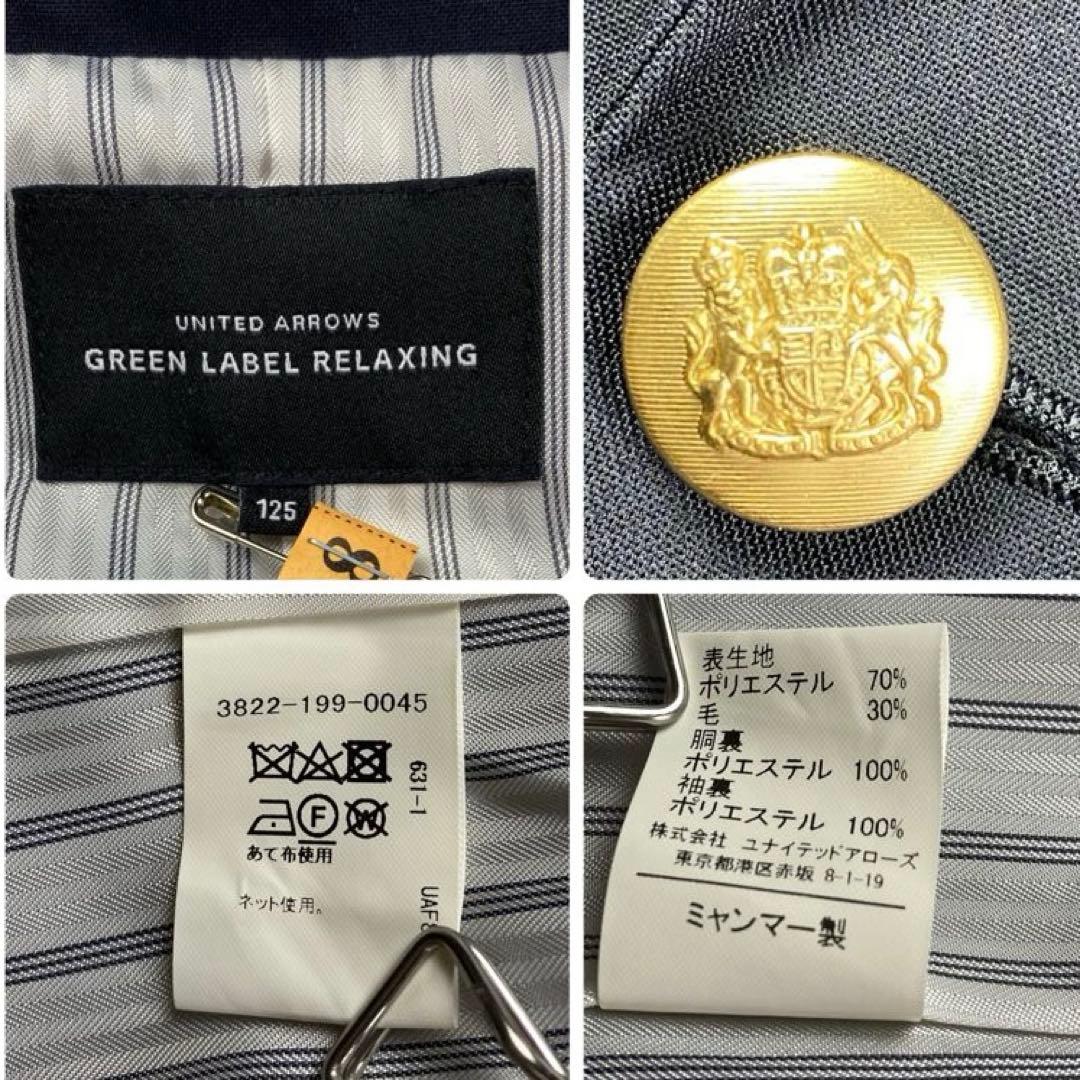 UNITED ARROWS
GREEN LABEL RELAXING
125
8
3822-199-0045
631-1
F
W
あて布使用
ネット使用。
UAF8
表生地
ポリエステル 70%
毛 30%
胴裏
ポリエステル 100%
袖裏
ポリエステル 100%
株式会社 ユナイテッドアローズ
東京都港区赤坂 8-1-19
ミャンマー製